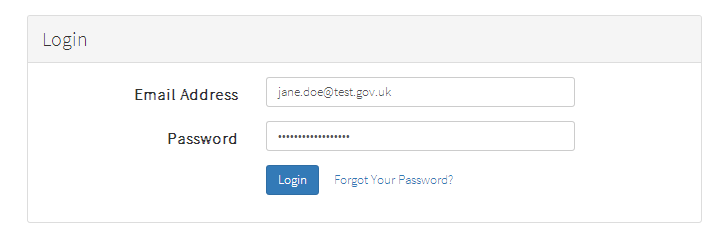 Login
Email Address jane.doe@test.gov.uk
Password ••••••••••••••••••
Login Forgot Your Password?